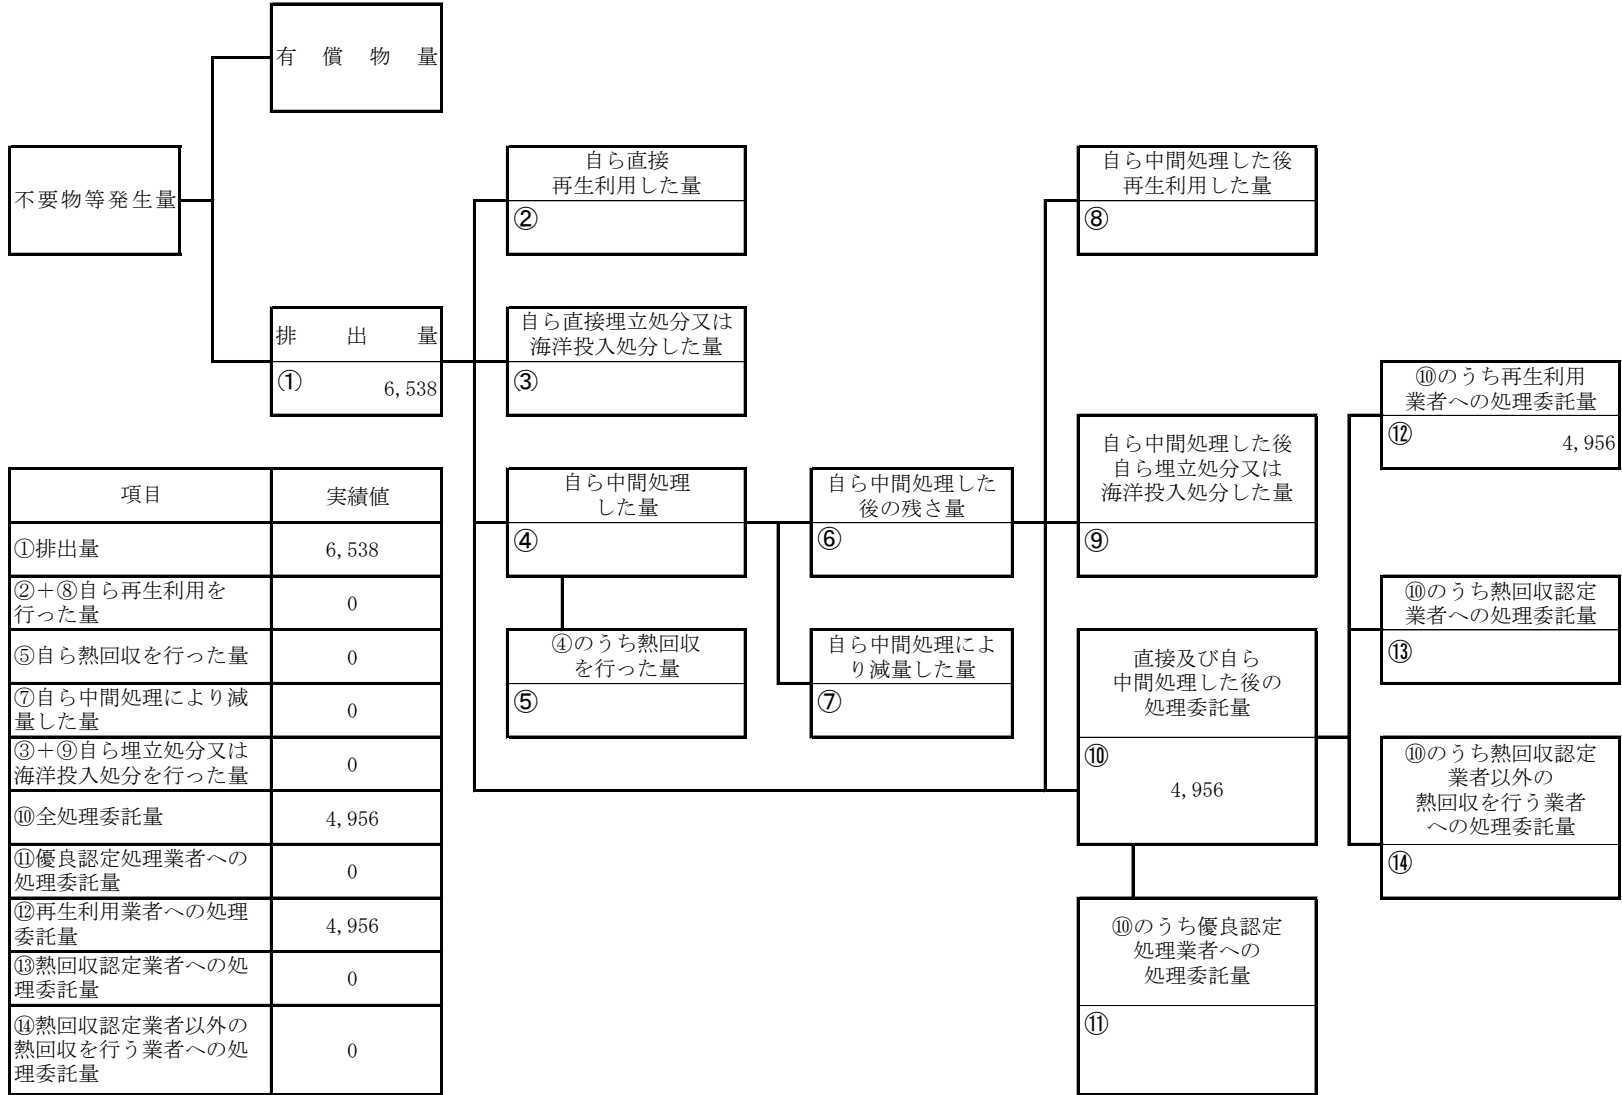 有償物量
不要物等発生量
排出量
① 6,538
自ら直接
再生利用した量
②
自ら直接埋立処分又は
海洋投入処分した量
③
自ら中間処理
した量
④
④のうち熱回収
を行った量
⑤
自ら中間処理した
後の残さ量
⑥
自ら中間処理によ
り減量した量
⑦
自ら中間処理した後
再生利用した量
⑧
自ら中間処理した後
自ら埋立処分又は
海洋投入処分した量
⑨
直接及び自ら
中間処理した後の
処理委託量
⑩
4,956
⑩のうち優良認定
処理業者への
処理委託量
⑪
⑩のうち再生利用
業者への処理委託量
⑫ 4,956
⑩のうち熱回収認定
業者への処理委託量
⑬
⑩のうち熱回収認定
業者以外の
熱回収を行う業者
への処理委託量
⑭
項目 実績値
①排出量 6,538
②+⑧自ら再生利用を
行った量 0
⑤自ら熱回収を行った量 0
⑦自ら中間処理により減
量した量 0
③+⑨自ら埋立処分又は
海洋投入処分を行った量 0
⑩全処理委託量 4,956
⑪優良認定処理業者への
処理委託量 0
⑫再生利用業者への処理
委託量 4,956
⑬熱回収認定業者への処
理委託量 0
⑭熱回収認定業者以外の
熱回収を行う業者への処
理委託量 0